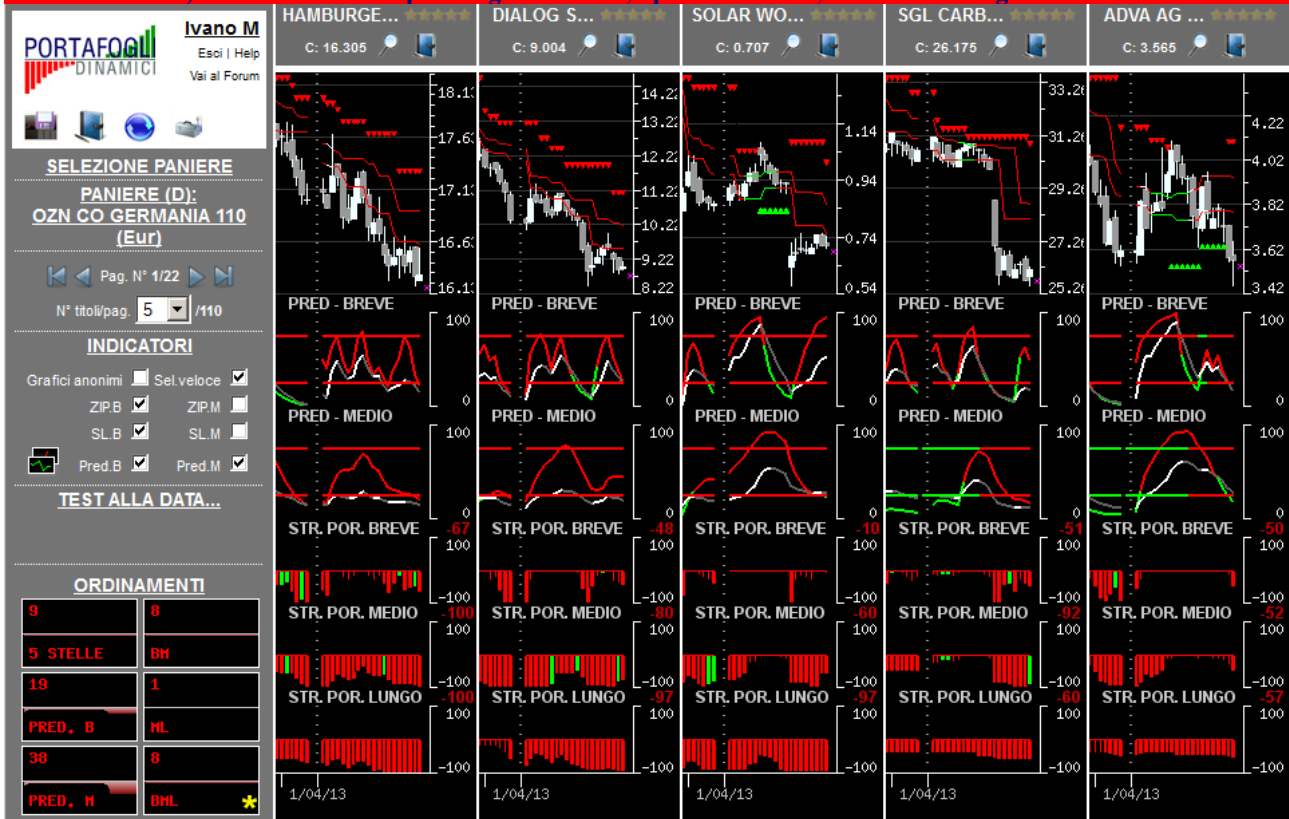 PORTAFOGLI
DINAMICI
Ivano M
Esci | Help
Vai al Forum
SELEZIONE PANIERE
PANIERE (D):
OZN CO GERMANIA 110
(Eur)
Pag. N° 1/22
N° titoli/pag. 5 /110
INDICATORI
Grafici anonimi Sel.veloce
ZIP.B ZIP.M
SL.B SL.M
Pred.B Pred.M
TEST ALLA DATA...
ORDINAMENTI
9 8
5 STELLE BM
19 1
PRED. B ML
38 8
PRED. M BML *
HAMBURGE...
C: 16.305
18.1
17.6
17.1
16.6
16.1
PRED - BREVE
100
0
PRED - MEDIO
100
0
STR. POR. BREVE -67
100
-100
STR. POR. MEDIO -100
100
-100
STR. POR. LUNGO -100
100
-100
1/04/13
DIALOG S...
C: 9.004
14.22
13.22
12.22
11.22
10.22
9.22
8.22
PRED - BREVE
100
0
PRED - MEDIO
100
0
STR. POR. BREVE -48
100
-100
STR. POR. MEDIO -80
100
-100
STR. POR. LUNGO -97
100
-100
1/04/13
SOLAR WO...
C: 0.707
1.14
0.94
0.74
0.54
PRED - BREVE
100
0
PRED - MEDIO
100
0
STR. POR. BREVE -10
100
-100
STR. POR. MEDIO -60
100
-100
STR. POR. LUNGO -97
100
-100
1/04/13
SGL CARB...
C: 26.175
33.26
31.26
29.26
27.26
25.26
PRED - BREVE
100
0
PRED - MEDIO
100
0
STR. POR. BREVE -51
100
-100
STR. POR. MEDIO -92
100
-100
STR. POR. LUNGO -60
100
-100
1/04/13
ADVA AG ...
C: 3.565
4.22
4.02
3.82
3.62
3.42
PRED - BREVE
100
0
PRED - MEDIO
100
0
STR. POR. BREVE -50
100
-100
STR. POR. MEDIO -52
100
-100
STR. POR. LUNGO -57
100
-100
1/04/13